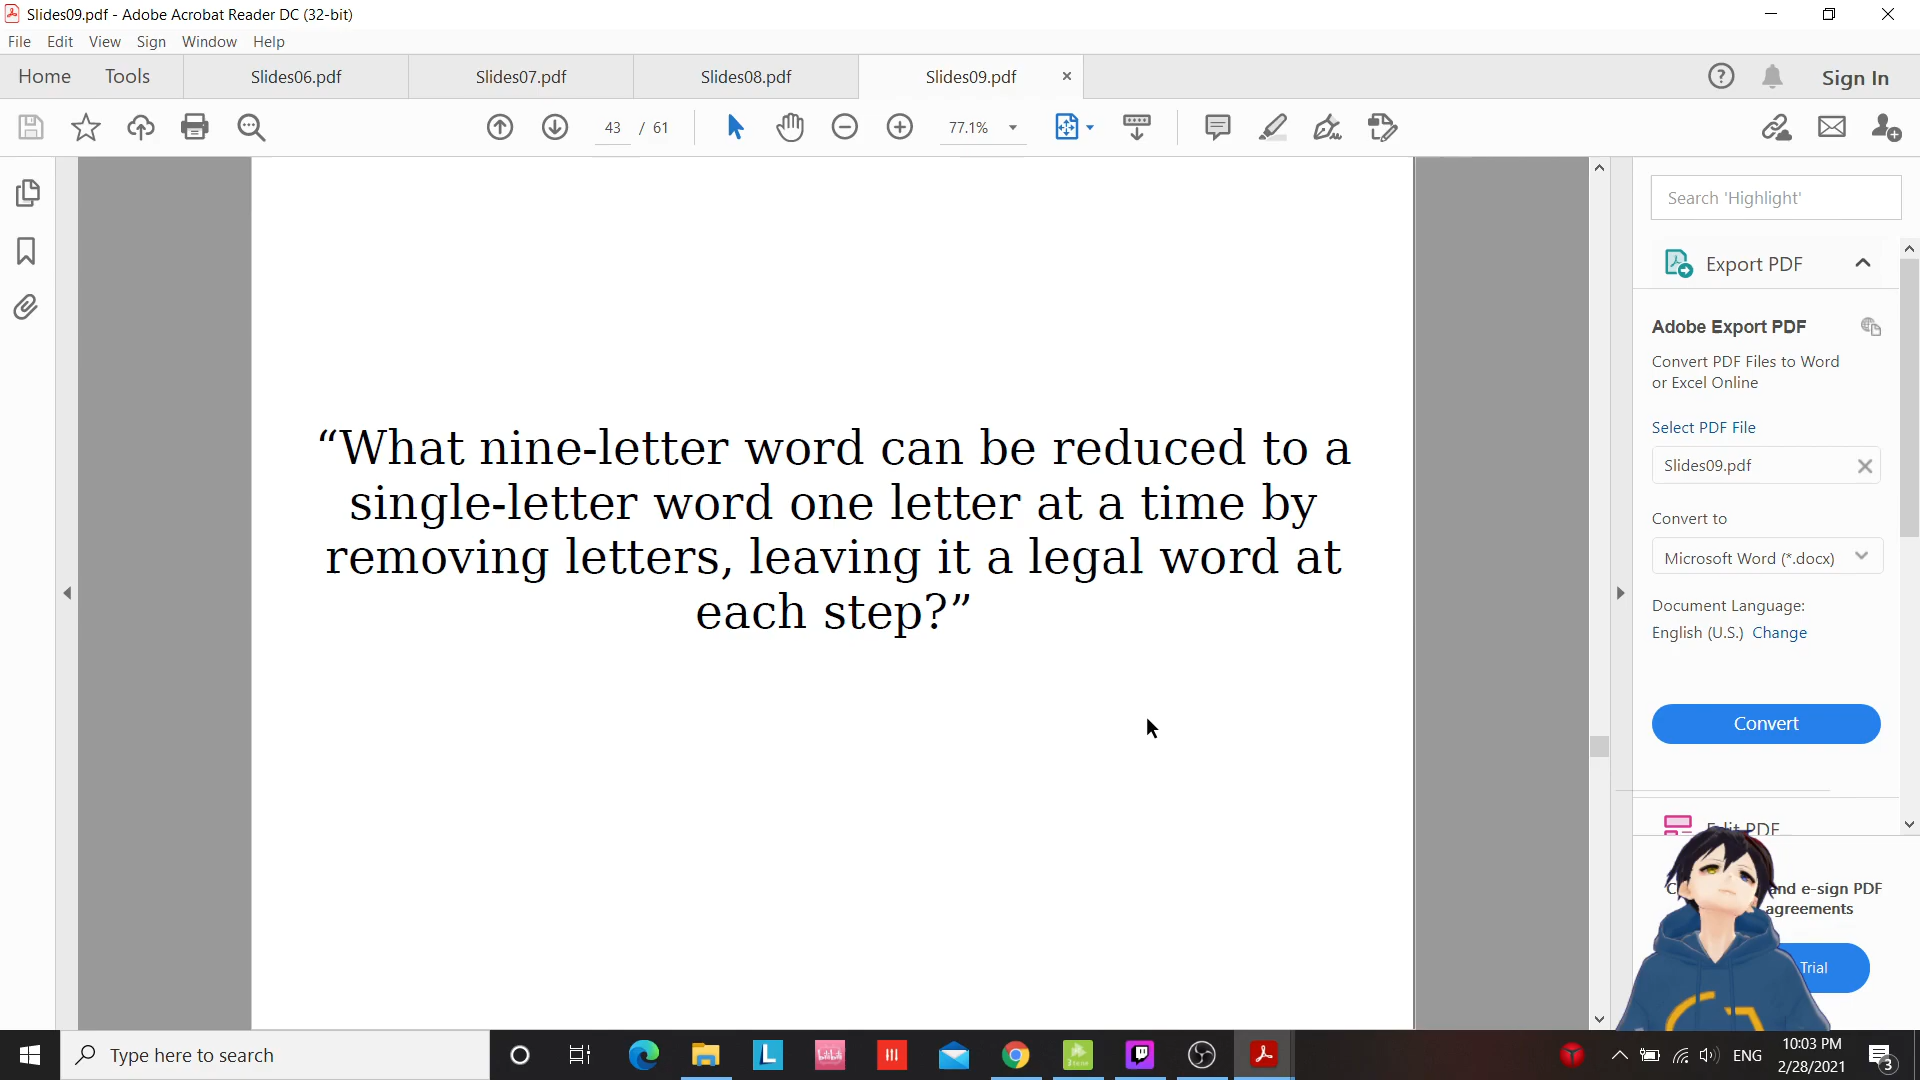 Slides09.pdf - Adobe Acrobat Reader DC (32-bit)
File Edit View Sign Window Help
Home Tools Slides06.pdf Slides07.pdf Slides08.pdf Slides09.pdf Sign In
43 / 61 77.1%
Search 'Highlight'
Export PDF
Adobe Export PDF
Convert PDF Files to Word
or Excel Online
Select PDF File
Slides09.pdf
Convert to
Microsoft Word (*.docx)
Document Language:
English (U.S.) Change
Convert
Edit PDF
and e-sign PDF
agreements
Trial
“What nine-letter word can be reduced to a
single-letter word one letter at a time by
removing letters, leaving it a legal word at
each step?”
Type here to search
L
ENG
10:03 PM
2/28/2021
3